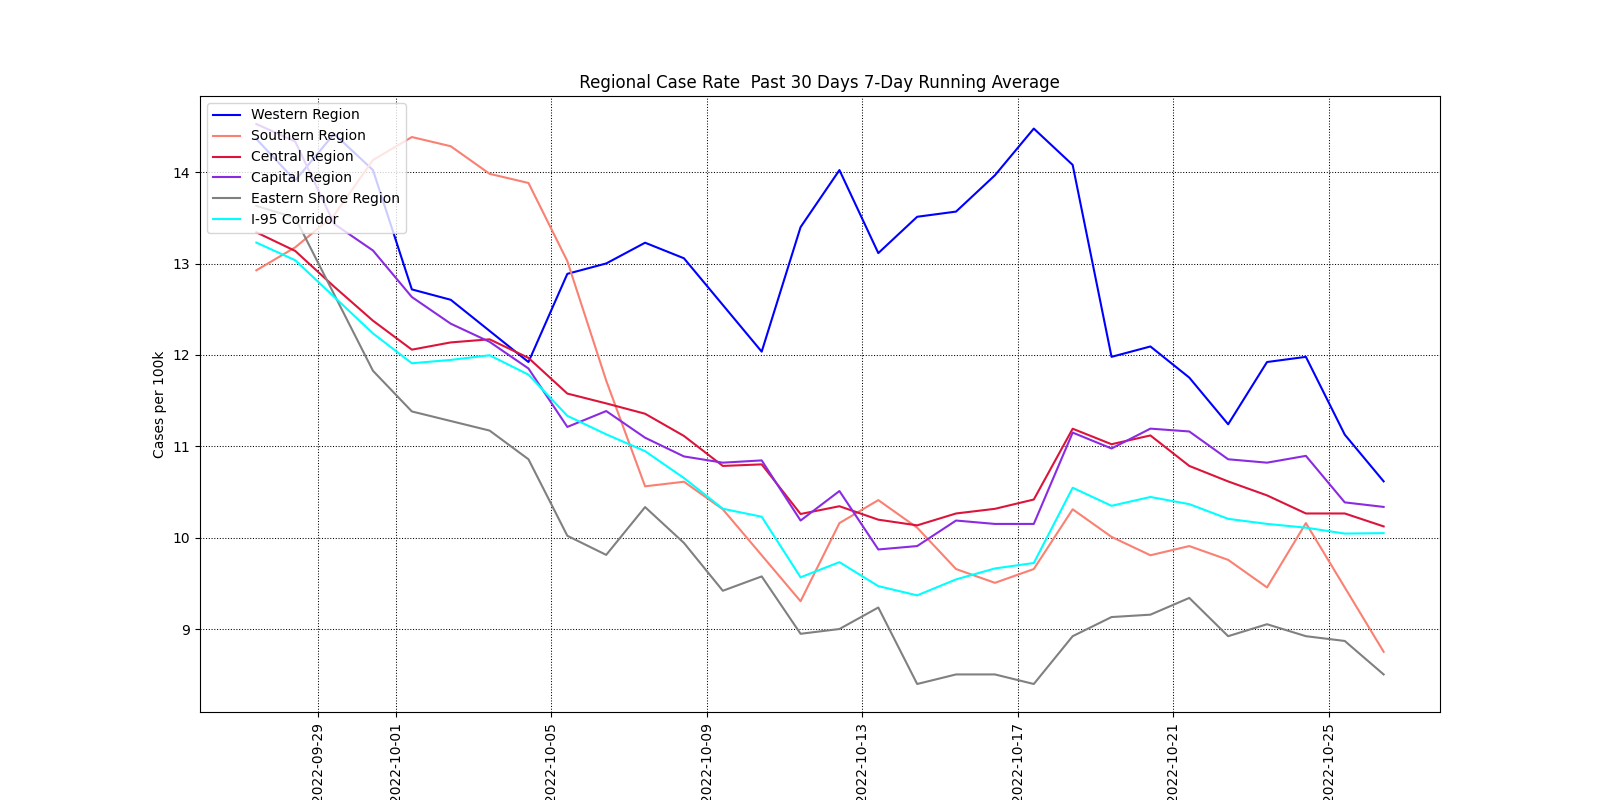 Regional Case Rate  Past 30 Days 7-Day Running Average
Western Region
Southern Region
Central Region
Capital Region
Eastern Shore Region
I-95 Corridor
Cases per 100k
14
13
12
11
10
9
2022-09-29
2022-10-01
2022-10-05
2022-10-09
2022-10-13
2022-10-17
2022-10-21
2022-10-25